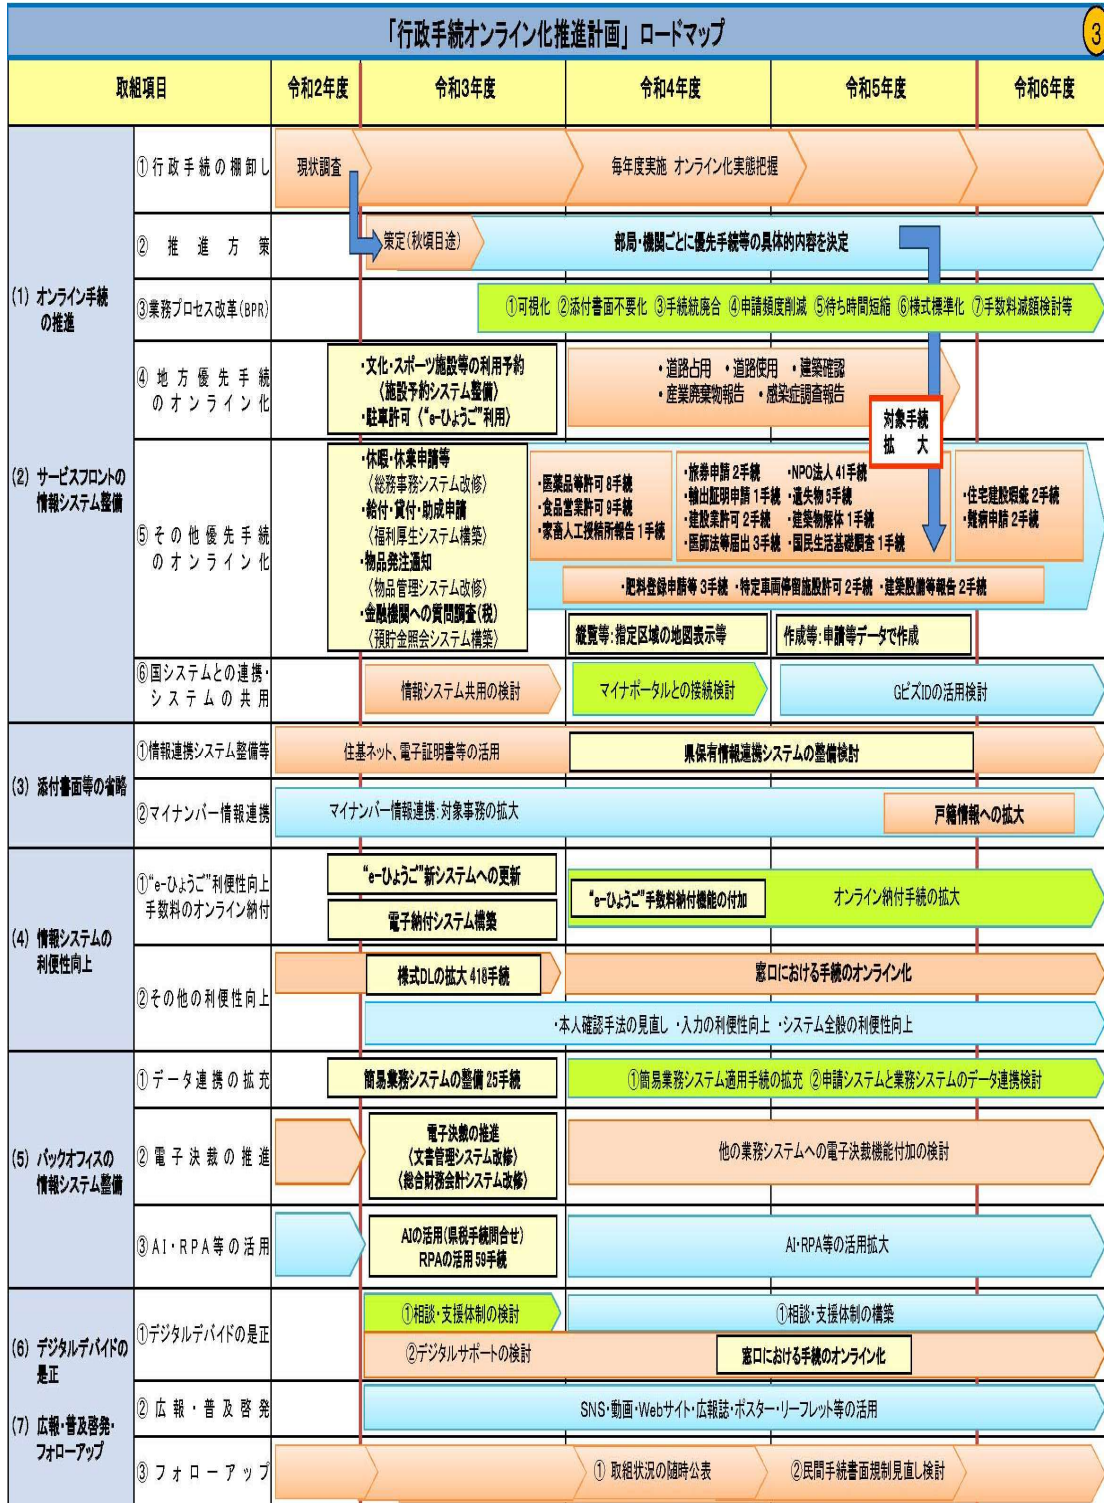 「行政手続オンライン化推進計画」 ロードマップ
3
取組項目
令和2年度
令和3年度
令和4年度
令和5年度
令和6年度
(1) オンライン手続
の推進
①行政手続の棚卸し
現状調査
毎年度実施 オンライン化実態把握
②推進方策
策定(秋頃目途)
部局・機関ごとに優先手続等の具体的内容を決定
③業務プロセス改革(BPR)
①可視化 ②添付書面不要化 ③手続統廃合 ④申請頻度削減 ⑤待ち時間短縮 ⑥様式標準化 ⑦手数料減額検討等
(2) サービスフロントの
情報システム整備
④地方優先手続
のオンライン化
・文化・スポーツ施設等の利用予約
〈施設予約システム整備〉
・駐車許可 〈“e-ひょうご”利用〉
・道路占用 ・道路使用 ・建築確認
・産業廃棄物報告 ・感染症調査報告
対象手続
拡 大
⑤その他優先手続
のオンライン化
・休暇・休業申請等
〈総務事務システム改修〉
・給付・貸付・助成申請
〈福利厚生システム構築〉
・物品発注通知
〈物品管理システム改修〉
・金融機関への質問調査(税)
〈預貯金照会システム構築〉
・医薬品等許可 8手続
・食品営業許可 9手続
・家畜人工授精所報告 1手続
・旅券申請 2手続
・輸出証明申請 1手続
・建設業許可 2手続
・医師法等届出 3手続
・NPO法人 41手続
・遺失物 5手続
・建築物解体 1手続
・国民生活基礎調査 1手続
・住宅建設瑕疵 2手続
・難病申請 2手続
・肥料登録申請等 3手続 ・特定車両停留施設許可 2手続 ・建築設備等報告 2手続
縦覧等:指定区域の地図表示等
作成等:申請等データで作成
⑥国システムとの連携・
システムの共用
情報システム共用の検討
マイナポータルとの接続検討
GビズIDの活用検討
(3) 添付書面等の省略
①情報連携システム整備等
住基ネット、電子証明書等の活用
県保有情報連携システムの整備検討
②マイナンバー情報連携
マイナンバー情報連携:対象事務の拡大
戸籍情報への拡大
(4) 情報システムの
利便性向上
①“e-ひょうご”利便性向上
手数料のオンライン納付
“e-ひょうご”新システムへの更新
電子納付システム構築
“e-ひょうご”手数料納付機能の付加
オンライン納付手続の拡大
②その他の利便性向上
様式DLの拡大 418手続
窓口における手続のオンライン化
・本人確認手法の見直し ・入力の利便性向上 ・システム全般の利便性向上
(5) バックオフィスの
情報システム整備
①データ連携の拡充
簡易業務システムの整備 25手続
①簡易業務システム適用手続の拡充 ②申請システムと業務システムのデータ連携検討
②電子決裁の推進
電子決裁の推進
〈文書管理システム改修〉
〈総合財務会計システム改修〉
他の業務システムへの電子決裁機能付加の検討
③AI・RPA等の活用
AIの活用(県税手続問合せ)
RPAの活用 59手続
AI・RPA等の活用拡大
(6) デジタルデバイドの
是正
①デジタルデバイドの是正
①相談・支援体制の検討
①相談・支援体制の構築
②デジタルサポートの検討
窓口における手続のオンライン化
(7) 広報・普及啓発・
フォローアップ
②広報・普及啓発
SNS・動画・Webサイト・広報誌・ポスター・リーフレット等の活用
③フォローアップ
① 取組状況の随時公表
②民間手続書面規制見直し検討